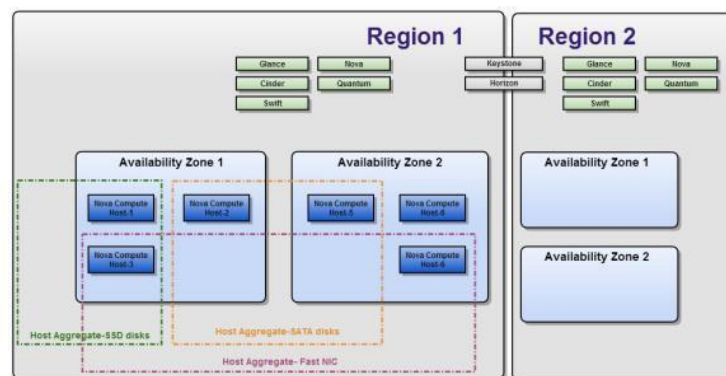 Region 1
Region 2
Glance
Nova
Keystone
Glance
Nova
Cinder
Quantum
Horizon
Cinder
Quantum
Swift
Swift
Availability Zone 1
Availability Zone 2
Availability Zone 1
Nova Compute
Host-1
Nova Compute
Host-2
Nova Compute
Host-5
Nova Compute
Host-6
Nova Compute
Host-3
Nova Compute
Host-6
Availability Zone 2
Host Aggregate-SSD disks
Host Aggregate-SATA disks
Host Aggregate- Fast NIC